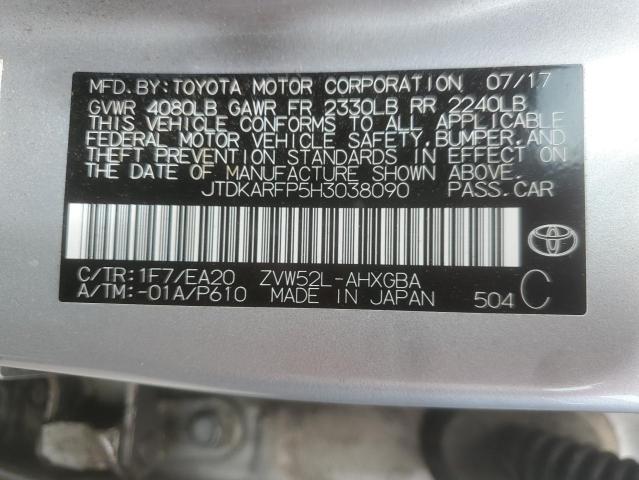 MFD. BY: TOYOTA MOTOR CORPORATION 07/17
GVWR 4080LB GAWR FR 2330LB RR 2240LB
THIS VEHICLE CONFORMS TO ALL APPLICABLE
FEDERAL MOTOR VEHICLE SAFETY, BUMPER, AND
THEFT PREVENTION STANDARDS IN EFFECT ON
THE DATE OF MANUFACTURE SHOWN ABOVE.
JTDKARFP5H3038090 PASS.CAR
C/TR: 1F7/EA20 ZVW52L-AHXGBA
A/TM: -01A/P610 MADE IN JAPAN 504 C